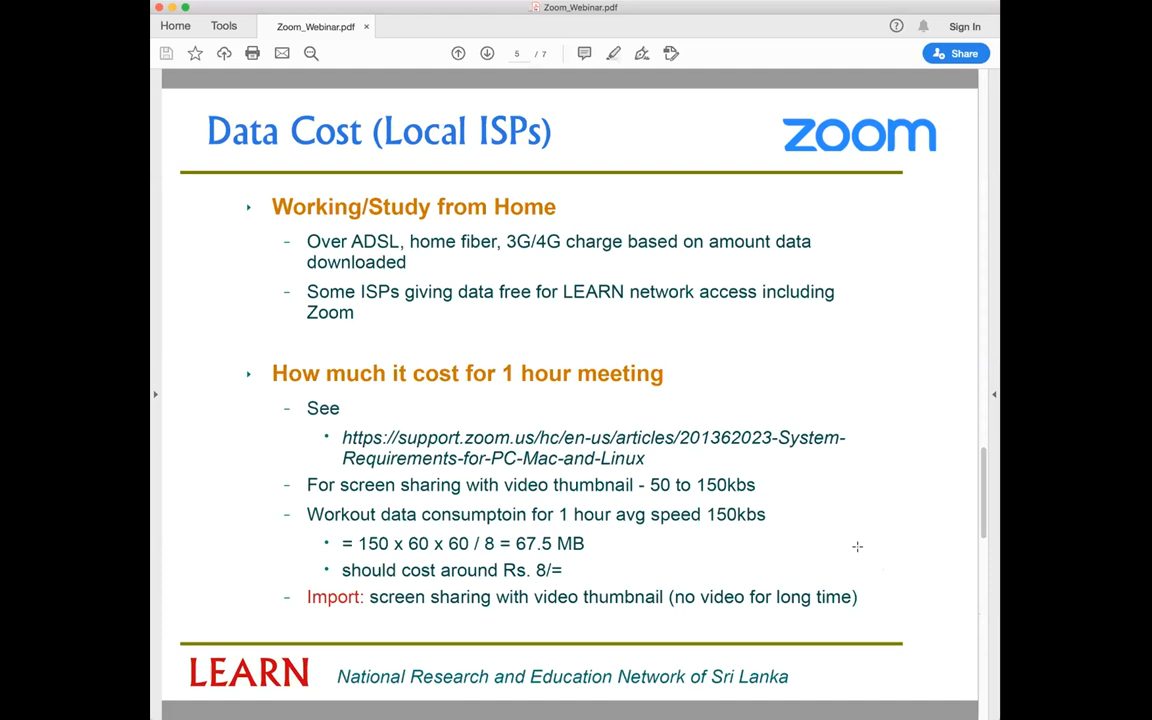 Zoom_Webinar.pdf
Home Tools Zoom_Webinar.pdf × ? Sign In
5 / 7 Share
Data Cost (Local ISPs) zoom
Working/Study from Home
- Over ADSL, home fiber, 3G/4G charge based on amount data
downloaded
- Some ISPs giving data free for LEARN network access including
Zoom
How much it cost for 1 hour meeting
- See
• https://support.zoom.us/hc/en-us/articles/201362023-System-
Requirements-for-PC-Mac-and-Linux
- For screen sharing with video thumbnail - 50 to 150kbs
- Workout data consumptoin for 1 hour avg speed 150kbs
• = 150 x 60 x 60 / 8 = 67.5 MB
• should cost around Rs. 8/=
- Import: screen sharing with video thumbnail (no video for long time)
LEARN National Research and Education Network of Sri Lanka